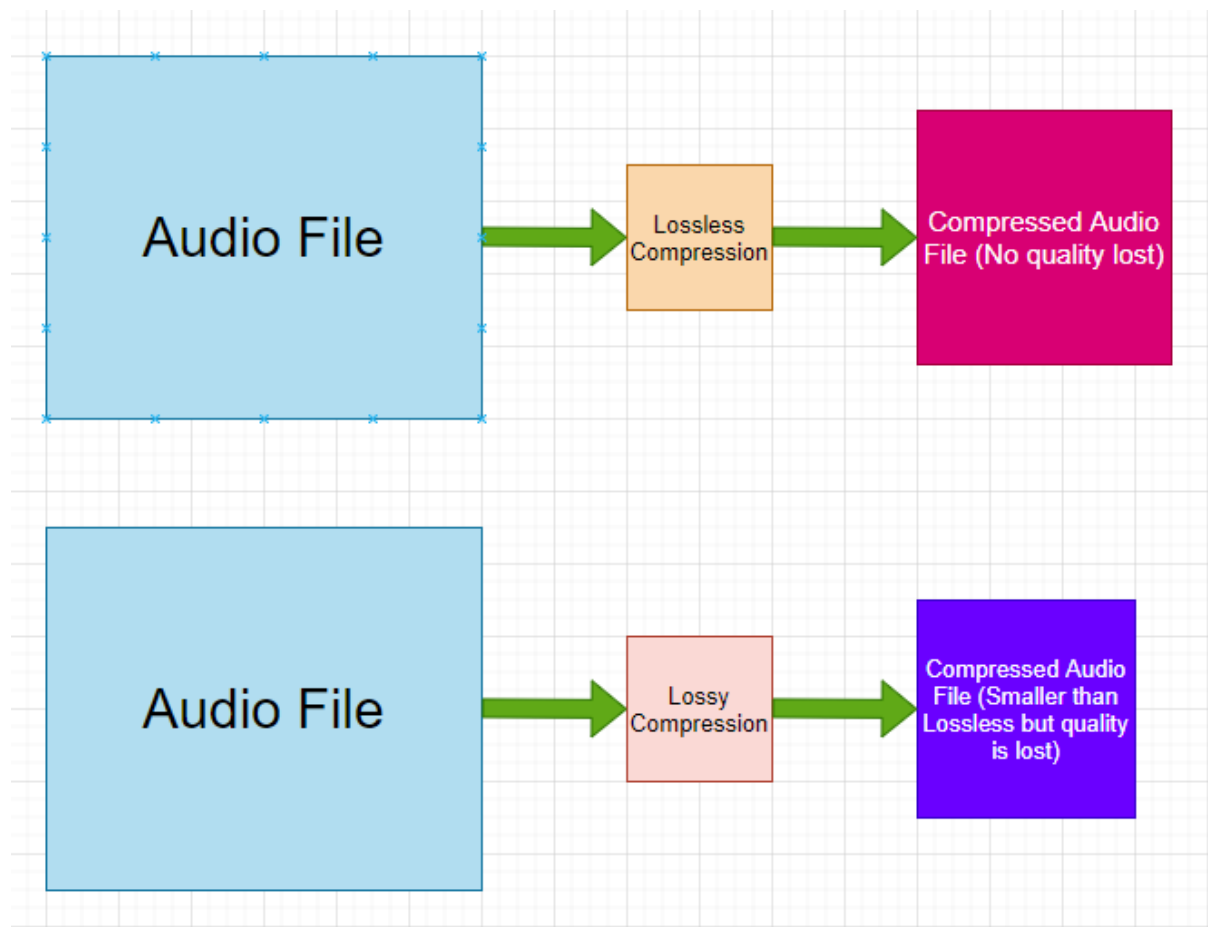 Audio File
Lossless
Compression
Compressed Audio
File (No quality lost)
Audio File
Lossy
Compression
Compressed Audio
File (Smaller than
Lossless but quality
is lost)